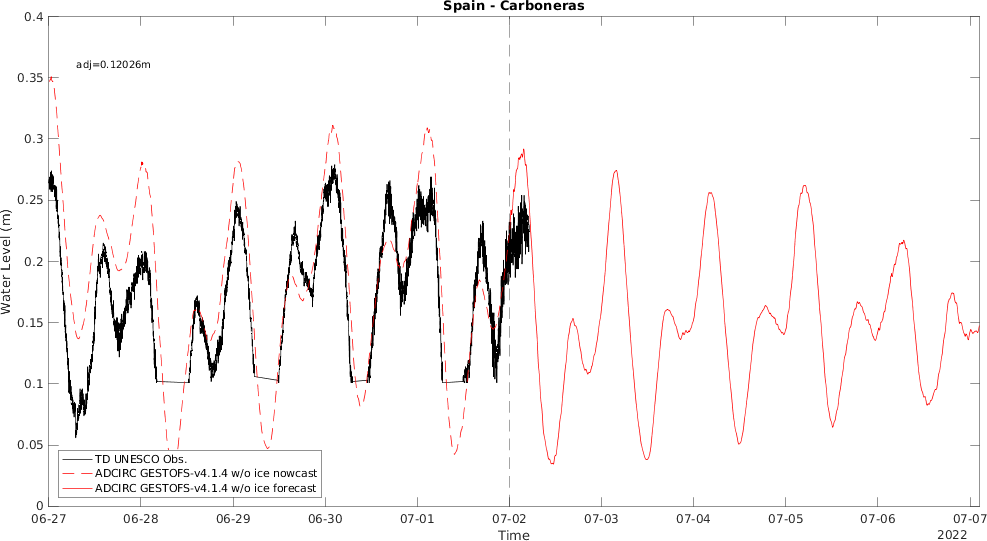 Spain - Carboneras
adj=0.12026m
Water Level (m)
0.4
0.35
0.3
0.25
0.2
0.15
0.1
0.05
0
TD UNESCO Obs.
ADCIRC GESTOFS-v4.1.4 w/o ice nowcast
ADCIRC GESTOFS-v4.1.4 w/o ice forecast
06-27 06-28 06-29 06-30 07-01 07-02 07-03 07-04 07-05 07-06 07-07
Time
2022